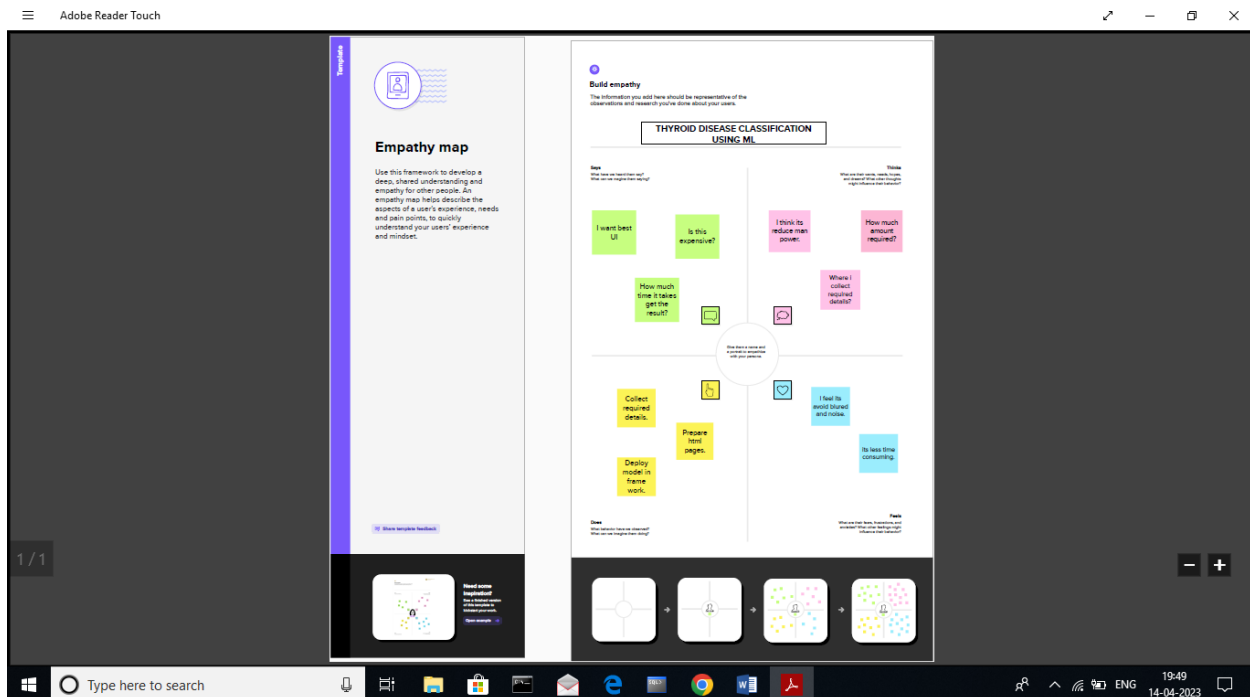 Adobe Reader Touch
Template
Empathy map
Use this framework to develop a
deep, shared understanding and
empathy for other people. An
empathy map helps describe the
aspects of a user's experience, needs
and pain points, to quickly
understand your users' experience
and mindset.
Share template feedback
Need some
inspiration?
See a finished version
of this template to
kickstart your work.
Open example
Build empathy
The information you add here should be representative of the
observations and research you've done about your users.
THYROID DISEASE CLASSIFICATION
USING ML
Says
What have we heard them say?
What can we imagine them saying?
Thinks
What are their wants, needs, hopes,
and dreams? What other thoughts
might influence their behavior?
I want best
UI
Is this
expensive?
How much
time it takes
get the
result?
I think its
reduce man
power.
How much
amount
required?
Where I
collect
required
details?
Give them a name and
a portrait to empathize
with your persona.
Collect
required
details.
Prepare
html
pages.
Deploy
model in
frame
work.
I feel its
avoid blured
and noise.
Its less time
consuming.
Does
What behavior have we observed?
What can we imagine them doing?
Feels
What are their fears, frustrations, and
anxieties? What other feelings might
influence their behavior?
1 / 1
Type here to search
ENG
19:49
14-04-2023